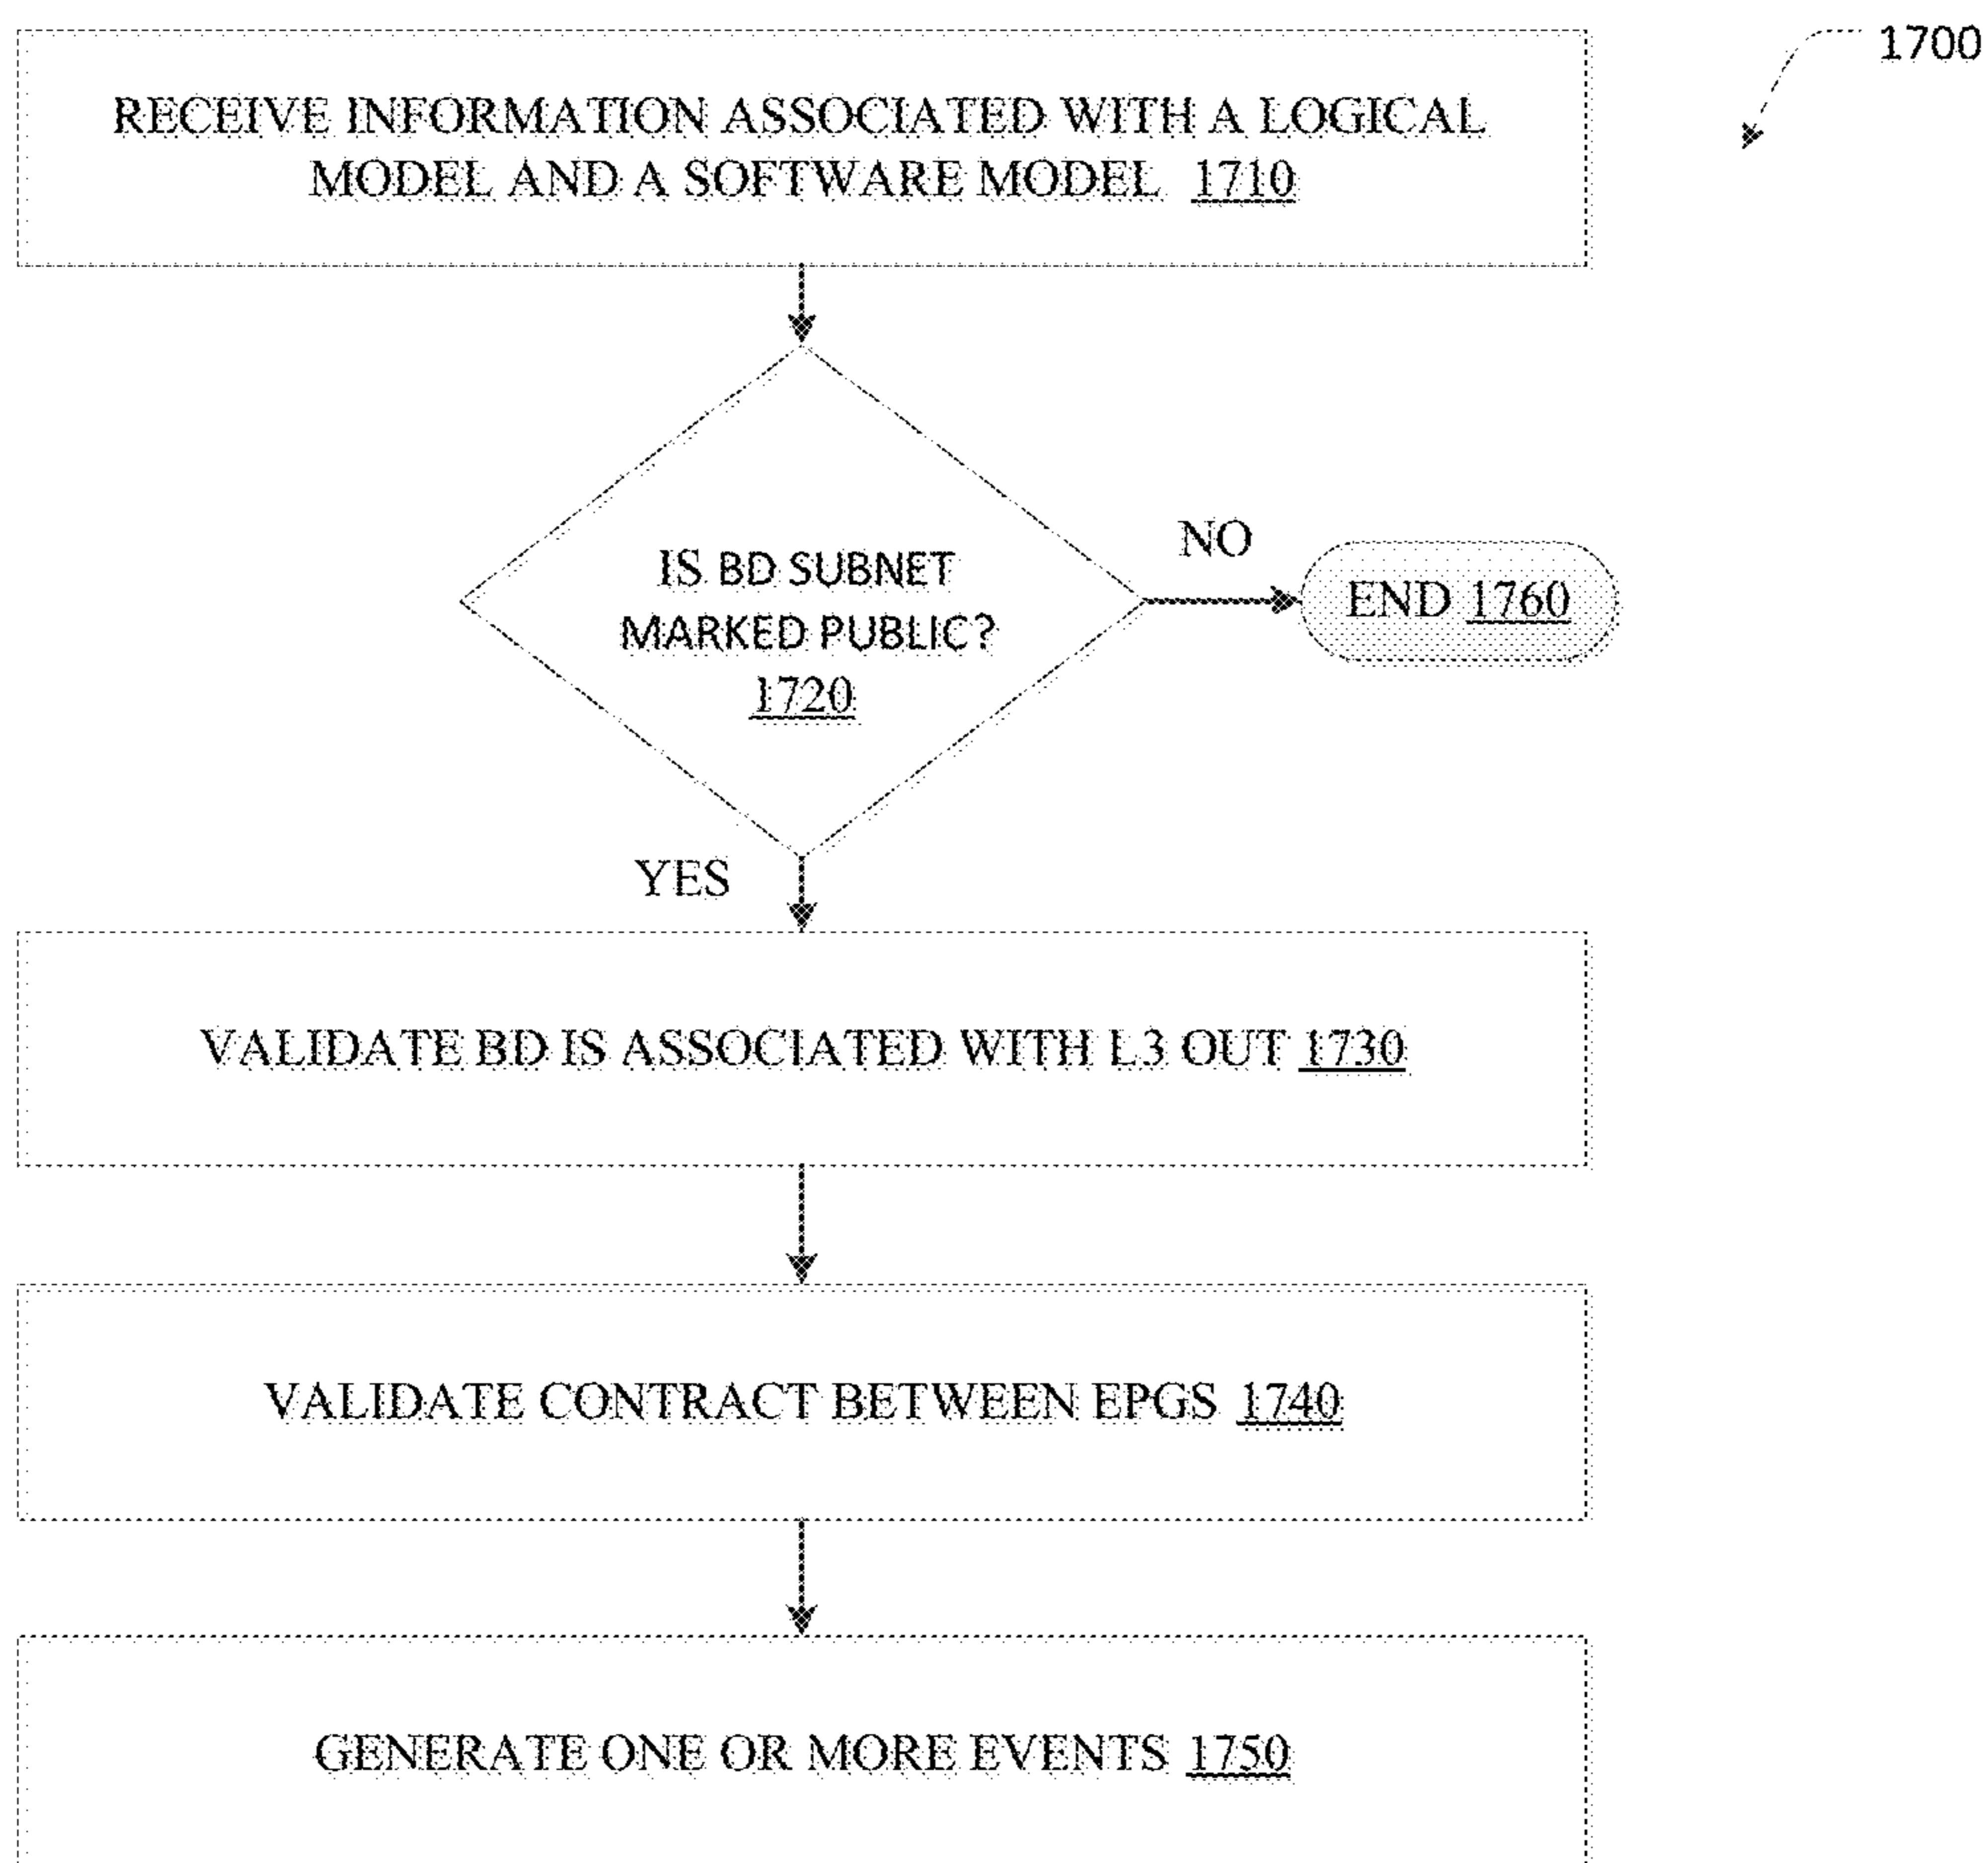 1700
RECEIVE INFORMATION ASSOCIATED WITH A LOGICAL
MODEL AND A SOFTWARE MODEL 1710
IS BD SUBNET
MARKED PUBLIC?
1720
NO
END 1760
YES
VALIDATE BD IS ASSOCIATED WITH L3 OUT 1730
VALIDATE CONTRACT BETWEEN EPGS 1740
GENERATE ONE OR MORE EVENTS 1750